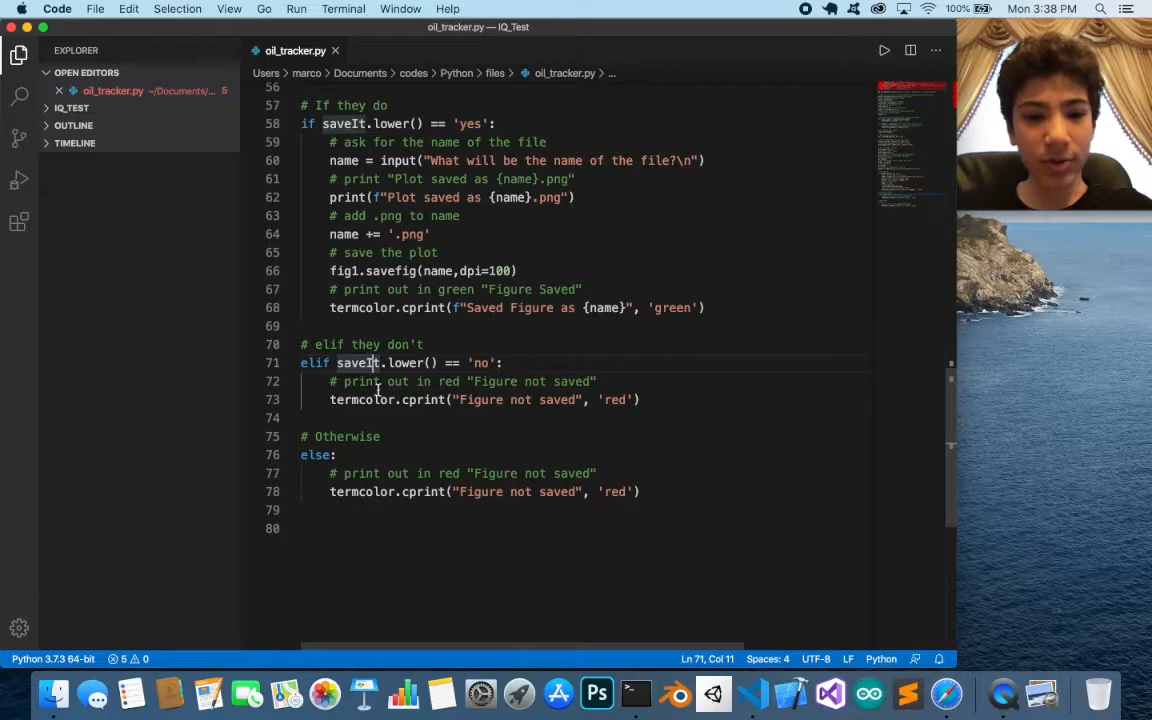 Code File Edit Selection View Go Run Terminal Window Help 100% Mon 3:38 PM
oil_tracker.py — IQ_Test
EXPLORER
OPEN EDITORS
oil_tracker.py ~/Documents/... 5
IQ_TEST
OUTLINE
TIMELINE
oil_tracker.py
Users > marco > Documents > codes > Python > files > oil_tracker.py > ...
56
57 # If they do
58 if saveIt.lower() == 'yes':
59 # ask for the name of the file
60 name = input("What will be the name of the file?\n")
61 # print "Plot saved as {name}.png"
62 print(f"Plot saved as {name}.png")
63 # add .png to name
64 name += '.png'
65 # save the plot
66 fig1.savefig(name,dpi=100)
67 # print out in green "Figure Saved"
68 termcolor.cprint(f"Saved Figure as {name}", 'green')
69
70 # elif they don't
71 elif saveIt.lower() == 'no':
72 # print out in red "Figure not saved"
73 termcolor.cprint("Figure not saved", 'red')
74
75 # Otherwise
76 else:
77 # print out in red "Figure not saved"
78 termcolor.cprint("Figure not saved", 'red')
79
80
Python 3.7.3 64-bit 5 0 Ln 71, Col 11 Spaces: 4 UTF-8 LF Python
Ps